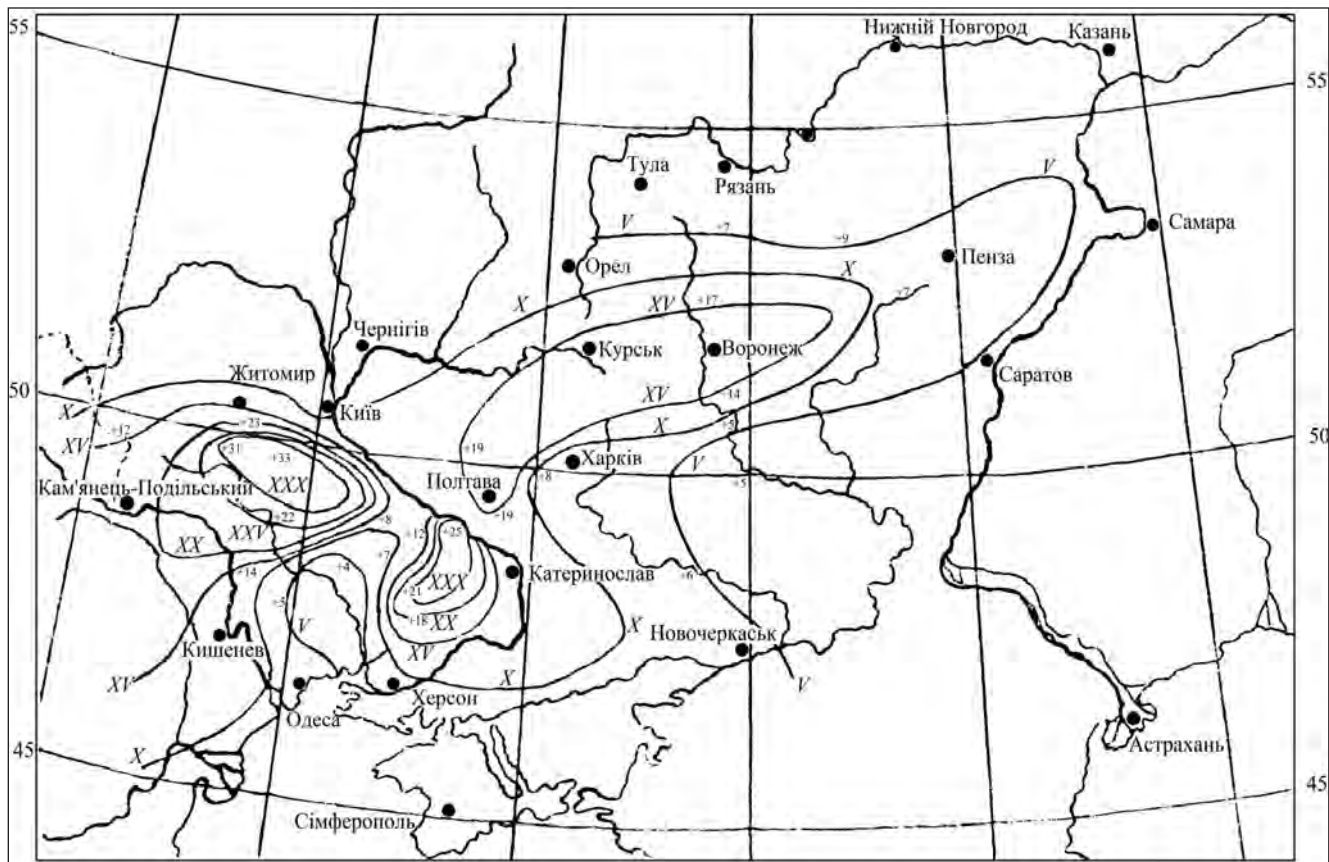 55
Нижній Новгород
Казань
55
Тула
Рязань
V
V
+7
+9
Самара
Орел
X
Пенза
X
XV
+17
+7
Чернігів
Курськ
Воронеж
Житомир
Саратов
50
X
Київ
XV
+14
XV
+12
+23
X
+5
50
+31
+33
+19
Харків
V
Кам'янець-Подільський
XXX
Полтава
+8
+5
+22
+8
+19
XXV
XX
+12
+25
+14
+7
+4
XXX
Катеринослав
+6
+5
+21
V
+18
XX
X
Новочеркаськ
Кишенев
XV
XV
X
V
Херсон
Одеса
45
X
Астрахань
45
Сімферополь